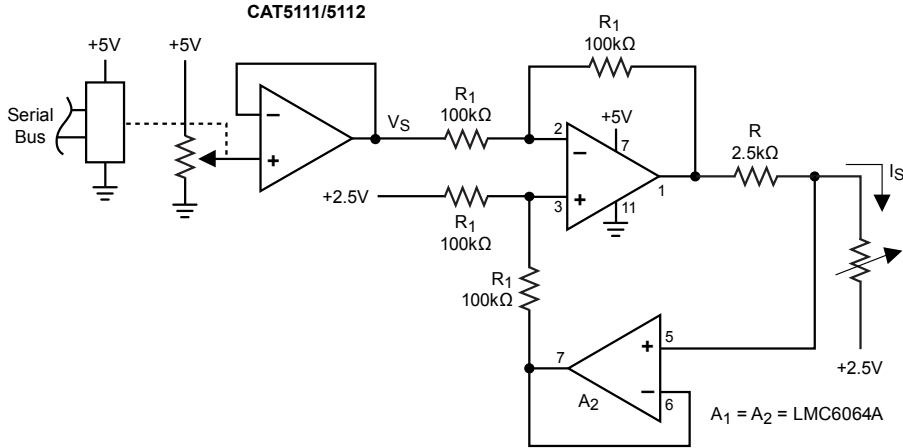 CAT5111/5112
+5V
+5V
Serial
Bus
−
+
VS
R1
100kΩ
R1
100kΩ
+2.5V
R1
100kΩ
R1
100kΩ
2
−
+5V
7
+
3
11
1
R
2.5kΩ
IS
5
+
7
−
6
A2
+2.5V
A1 = A2 = LMC6064A